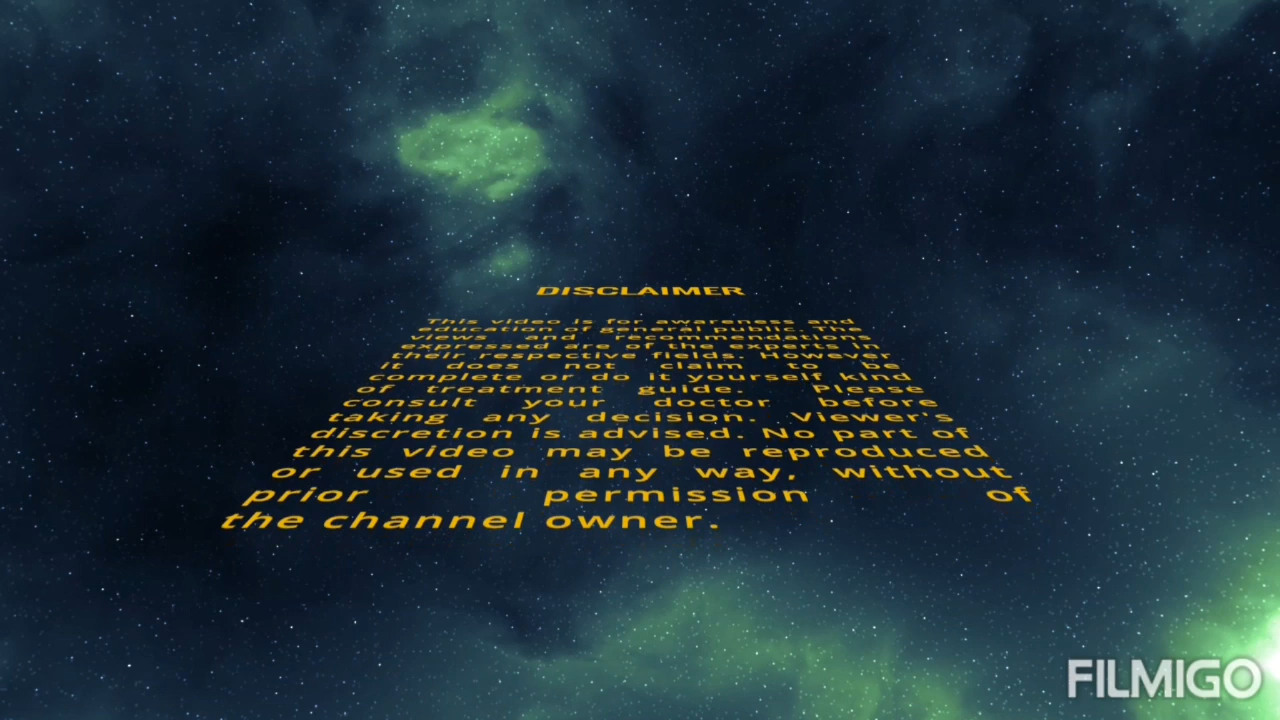 DISCLAIMER
This video is for awareness and
education of general public. The
views and recommendations
expressed are of the experts in
their respective fields. However
it does not claim to be
complete or do it yourself kind
of treatment guide. Please
consult your doctor before
taking any decision. Viewer's
discretion is advised. No part of
this video may be reproduced
or used in any way, without
prior permission of
the channel owner.
FILMIGO